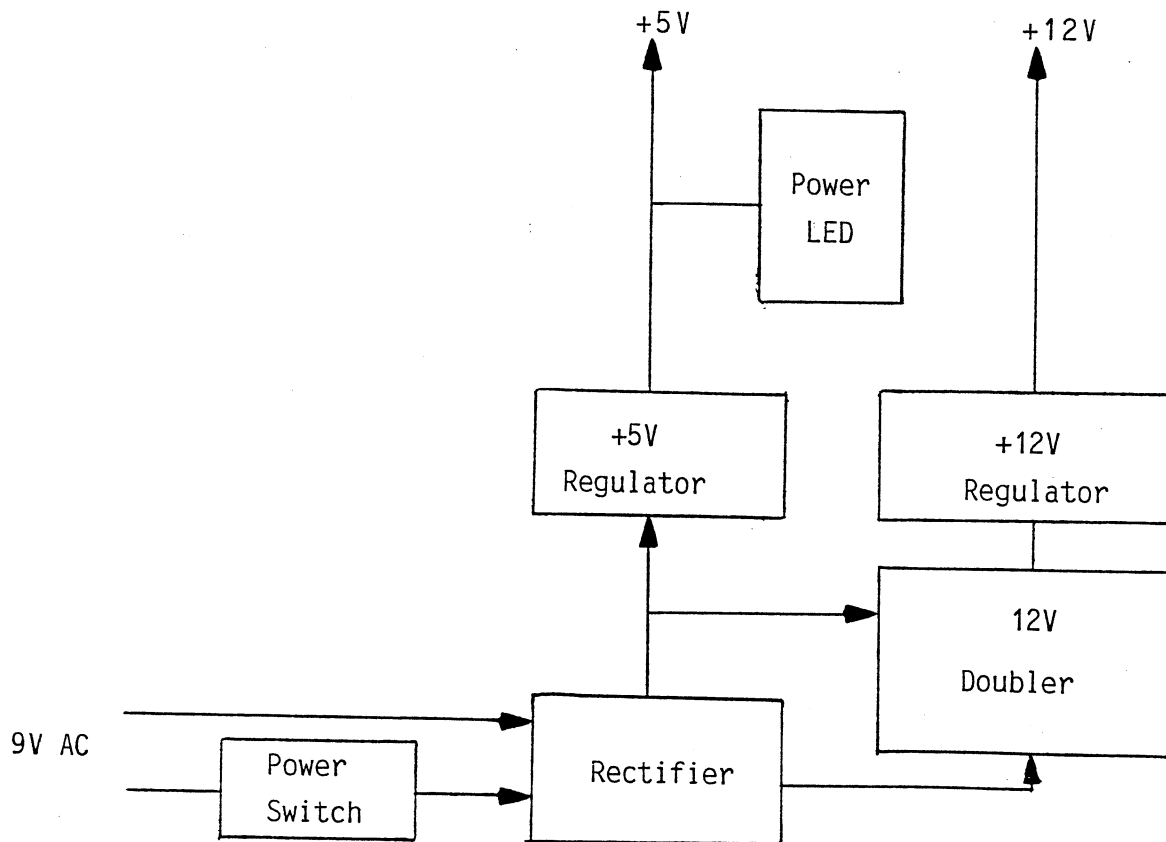 +5V
+12V
Power
LED
+5V
Regulator
+12V
Regulator
12V
Doubler
9V AC
Power
Switch
Rectifier